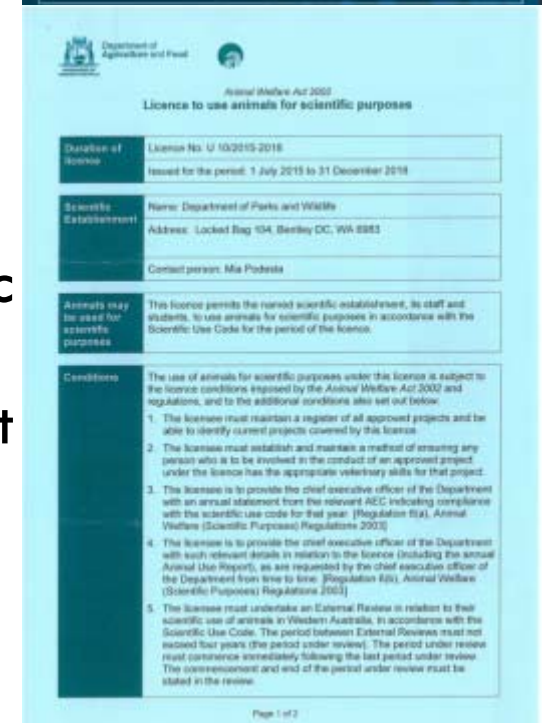 Department of
Agriculture and Food
Animal Welfare Act 2002
Licence to use animals for scientific purposes
Duration of
licence
Licence No: U 10/2015-2018
Issued for the period: 1 July 2015 to 31 December 2018
Scientific
Establishment
Name: Department of Parks and Wildlife
Address: Locked Bag 104, Bentley DC, WA 6983
Contact person: Mia Podesta
c
Animals may
be used for
scientific
purposes
This licence permits the named scientific establishment, its staff and
students, to use animals for scientific purposes in accordance with the
Scientific Use Code for the period of the licence.
Conditions
The use of animals for scientific purposes under this licence is subject to
the licence conditions imposed by the Animal Welfare Act 2002 and
regulations, and to the additional conditions also set out below:
t
1. The licensee must maintain a register of all approved projects and be
able to identify current projects covered by this licence.
2. The licensee must establish and maintain a method of ensuring any
person who is to be involved in the conduct of an approved project
under the licence has the appropriate veterinary skills for that project.
3. The licensee is to provide the chief executive officer of the Department
with an annual statement from the relevant AEC indicating compliance
with the scientific use code for that year. [Regulation 6(a), Animal
Welfare (Scientific Purposes) Regulations 2003]
4. The licensee is to provide the chief executive officer of the Department
with such relevant details in relation to the licence (including the annual
Animal Use Report), as are requested by the chief executive officer of
the Department from time to time. [Regulation 6(b), Animal Welfare
(Scientific Purposes) Regulations 2003]
5. The licensee must undertake an External Review in relation to their
scientific use of animals in Western Australia, in accordance with the
Scientific Use Code. The period between External Reviews must not
exceed four years (the period under review). The period under review
must commence immediately following the last period under review.
The commencement and end of the period under review must be
stated in the review.
Page 1 of 2